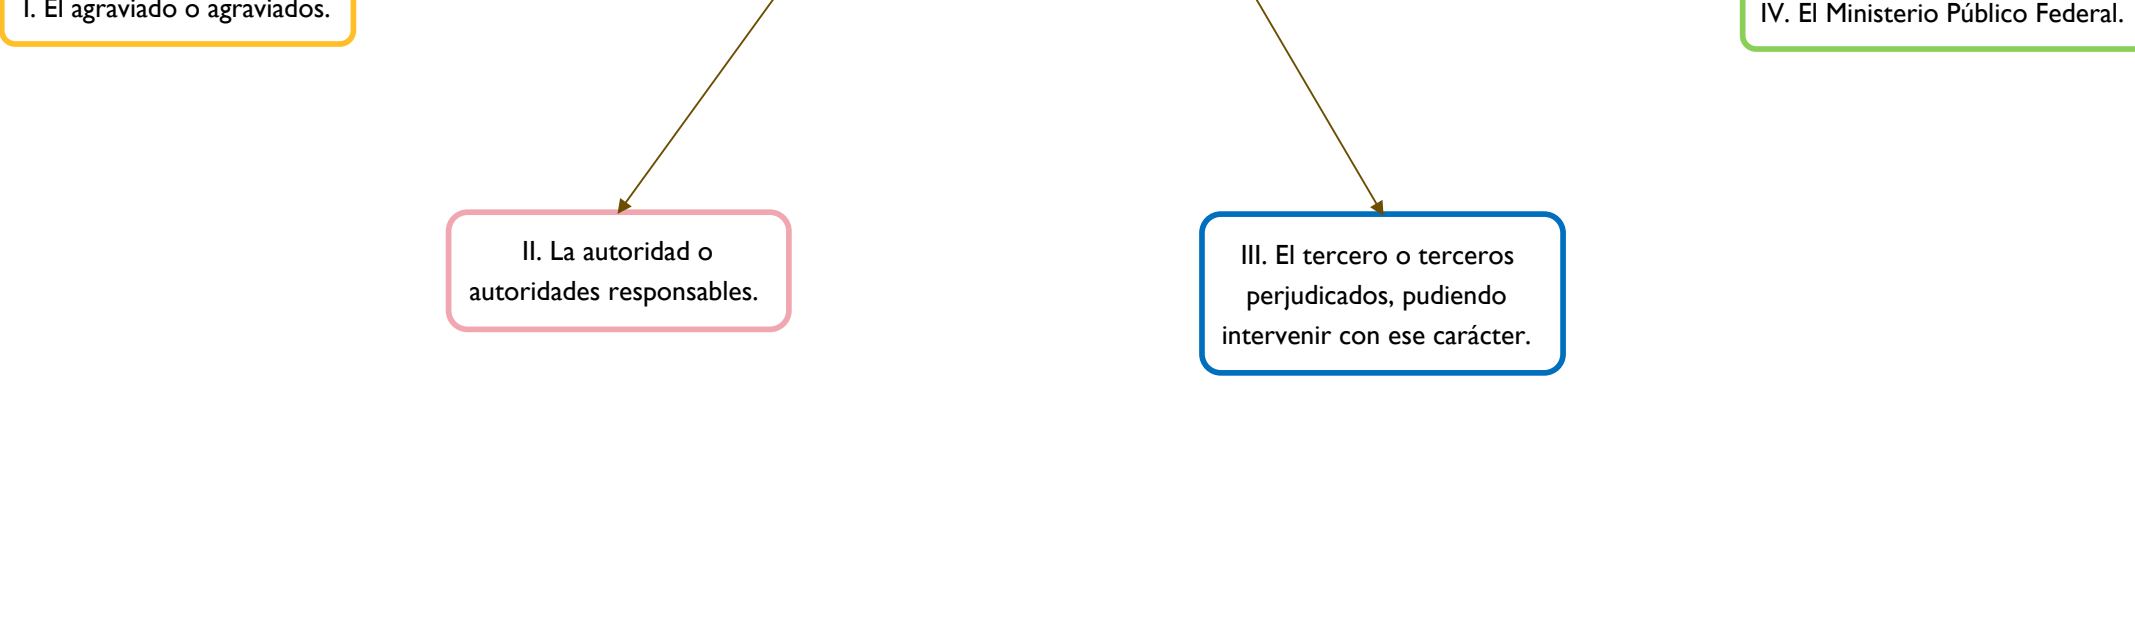 I. El agraviado o agraviados.
IV. El Ministerio Público Federal.
II. La autoridad o
autoridades responsables.
III. El tercero o terceros
perjudicados, pudiendo
intervenir con ese carácter.